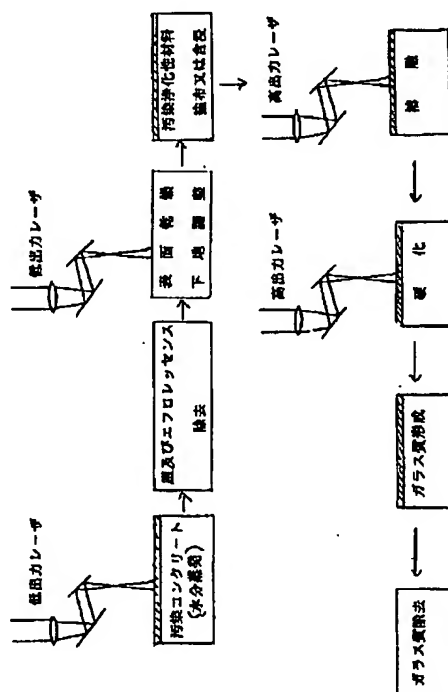 低出力レーザ
汚染コンクリート
(水分蒸発)
塵及びエフロレッセンス
除去
低出力レーザ
表面乾燥
下地調整
汚染浄化性材料
塗布又は含浸
高出力レーザ
溶融
高出力レーザ
硬化
ガラス質形成
ガラス質除去